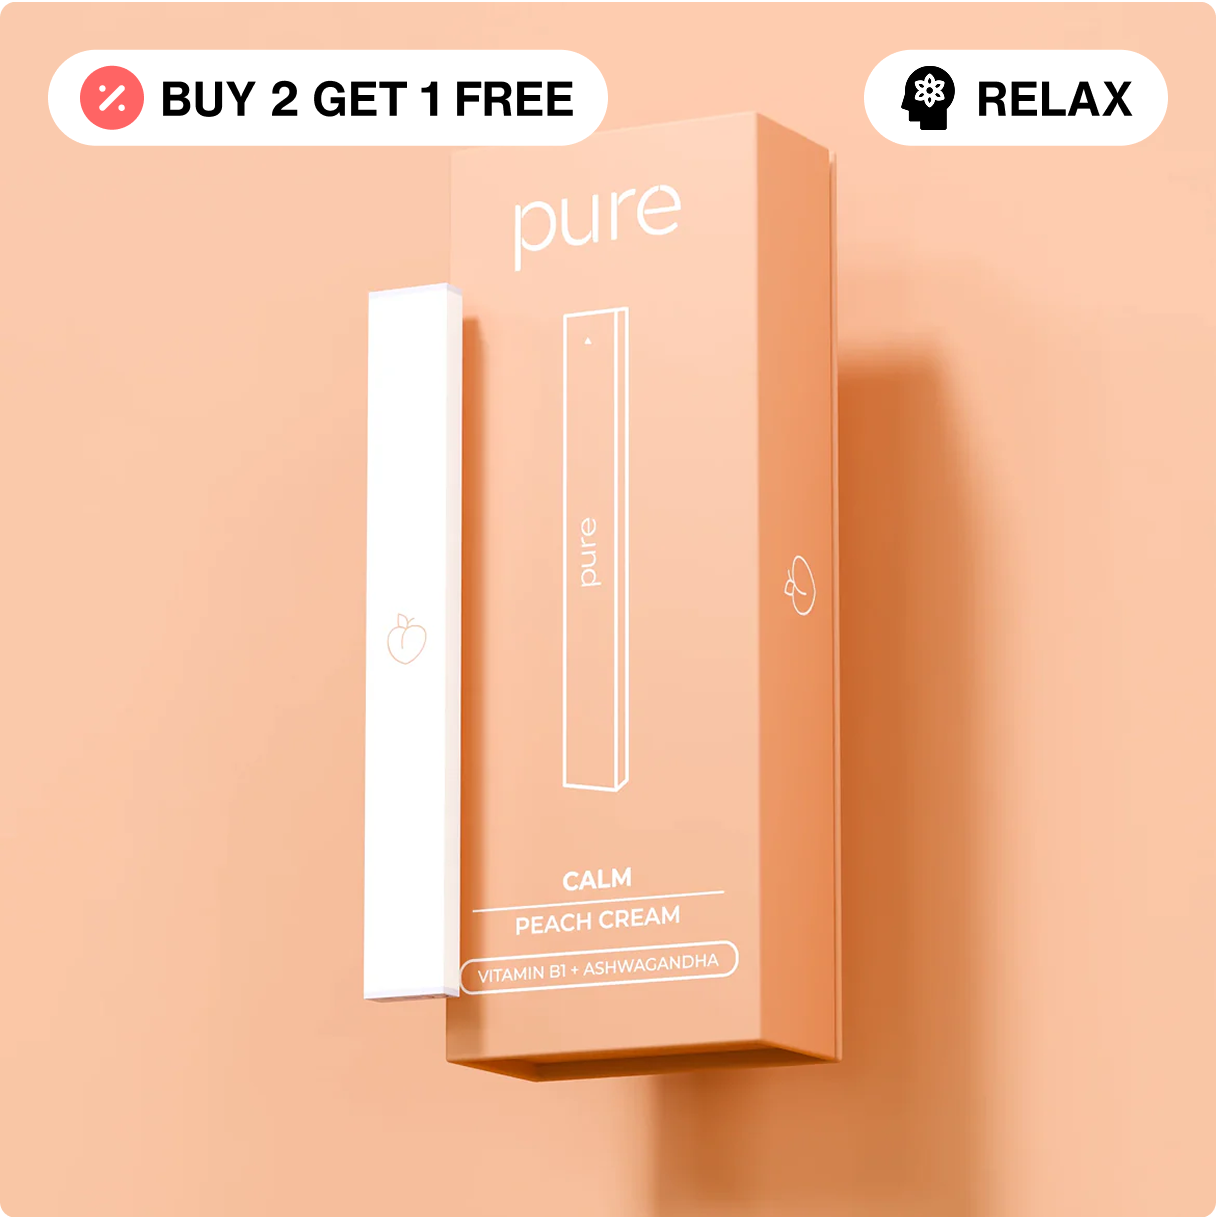 BUY 2 GET 1 FREE
RELAX
pure
pure
CALM
PEACH CREAM
VITAMIN B1 + ASHWAGANDHA